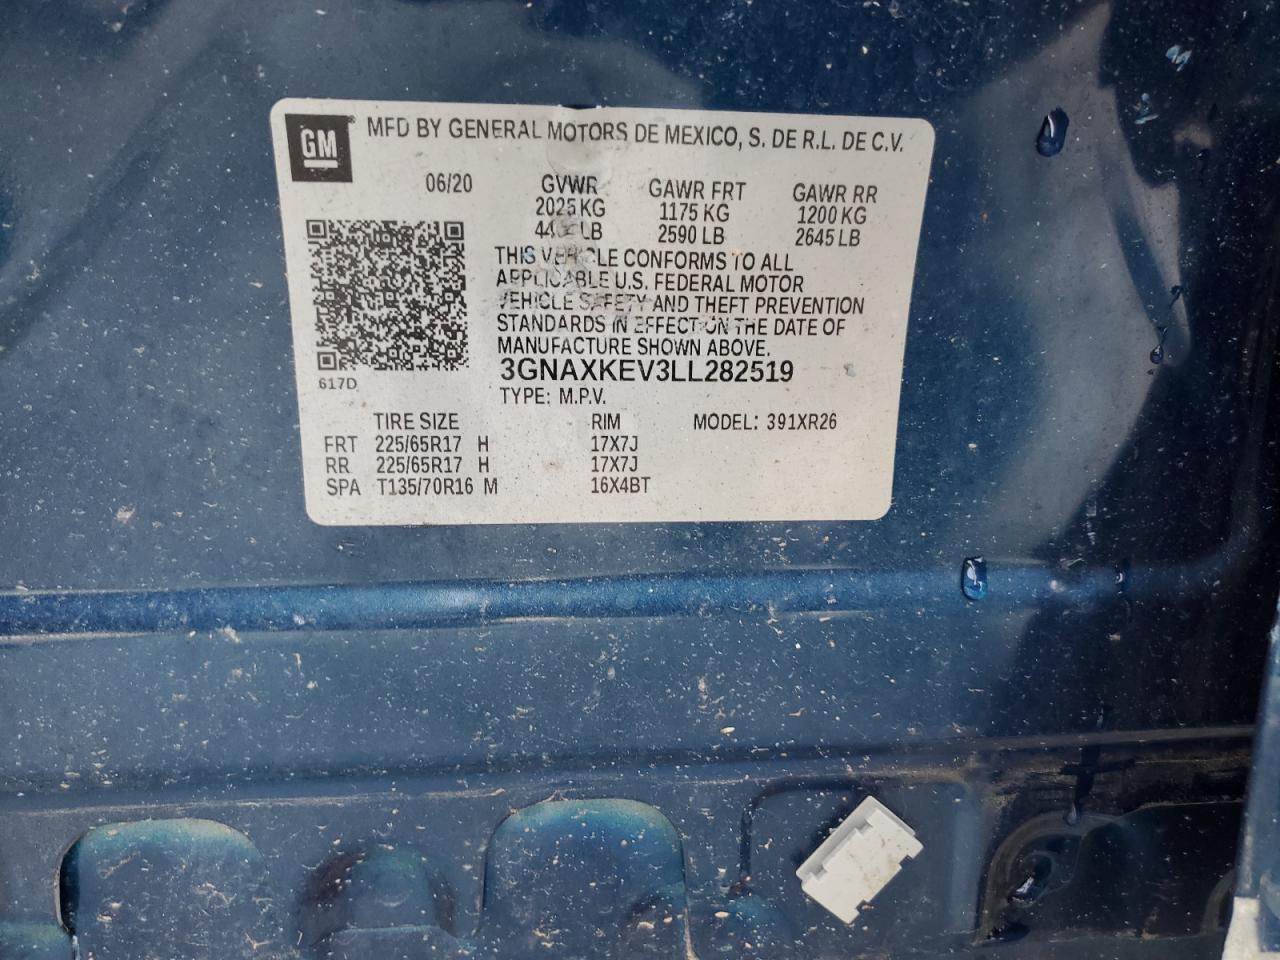 GM MFD BY GENERAL MOTORS DE MEXICO, S. DE R.L. DE C.V.
06/20 GVWR GAWR FRT GAWR RR
2025 KG 1175 KG 1200 KG
LB 2590 LB 2645 LB
THIS VEHICLE CONFORMS TO ALL
APPLICABLE U.S. FEDERAL MOTOR
VEHICLE SAFETY AND THEFT PREVENTION
STANDARDS IN EFFECT ON THE DATE OF
MANUFACTURE SHOWN ABOVE.
3GNAXKEV3LL282519
617D
TYPE: M.P.V.
TIRE SIZE RIM MODEL: 391XR26
FRT 225/65R17 H 17X7J
RR 225/65R17 H 17X7J
SPA T135/70R16 M 16X4BT